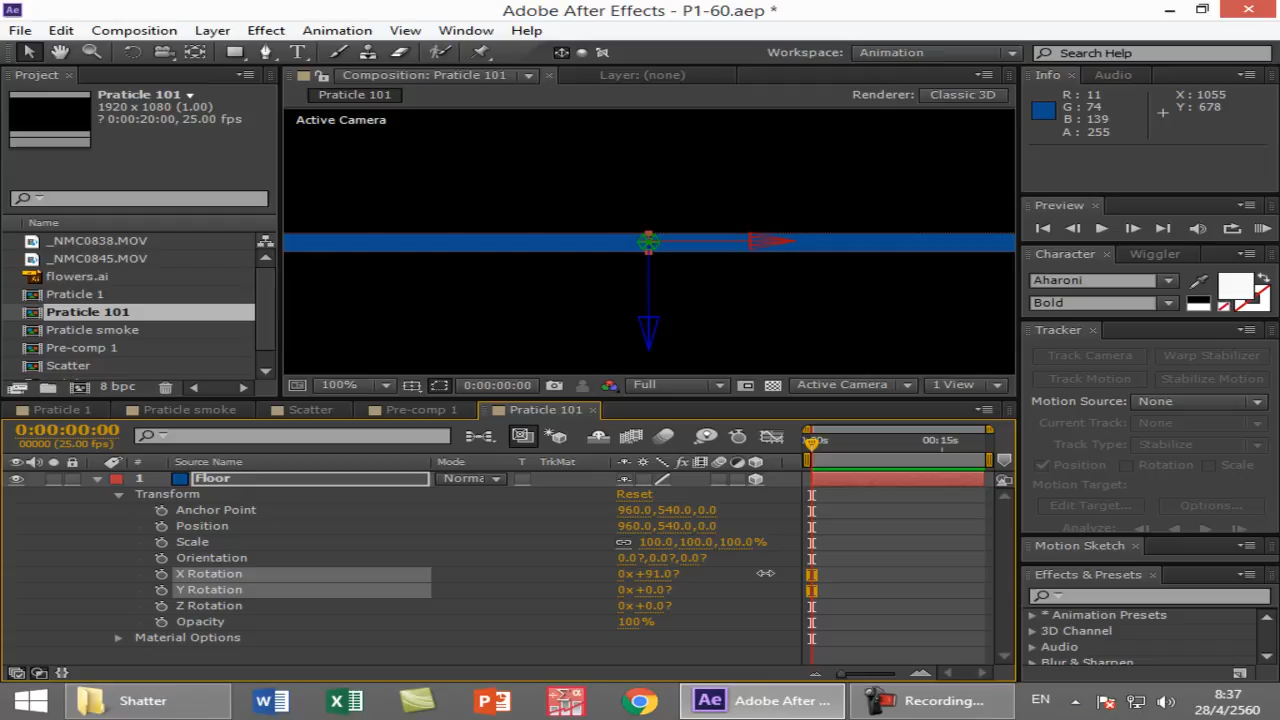 Ae
Adobe After Effects - P1-60.aep *
File Edit Composition Layer Effect Animation View Window Help
Workspace: Animation
Search Help
Project
Praticle 101
1920 x 1080 (1.00)
? 0:00:20:00, 25.00 fps
Name
_NMC0838.MOV
_NMC0845.MOV
flowers.ai
Praticle 1
Praticle 101
Praticle smoke
Pre-comp 1
Scatter
8 bpc
Composition: Praticle 101
Layer: (none)
Praticle 101
Renderer: Classic 3D
Active Camera
100%
0:00:00:00
Full
Active Camera
1 View
Info Audio
R : 11
G : 74
B : 139
A : 255
X : 1055
Y : 678
Preview
Character Wiggler
Aharoni
Bold
Tracker
Track Camera Warp Stabilizer
Track Motion Stabilize Motion
Motion Source: None
Current Track: None
Track Type: Stabilize
Position Rotation Scale
Motion Target:
Edit Target... Options...
Analyze:
Motion Sketch
Effects & Presets
* Animation Presets
3D Channel
Audio
Blur & Sharpen
Praticle 1 Praticle smoke Scatter Pre-comp 1 Praticle 101
0:00:00:00
00000 (25.00 fps)
00:15s
# Source Name Mode T TrkMat
1 Floor Norma
Transform Reset
Anchor Point 960.0,540.0,0.0
Position 960.0,540.0,0.0
Scale 100.0,100.0,100.0%
Orientation 0.0?,0.0?,0.0?
X Rotation 0x+91.0?
Y Rotation 0x+0.0?
Z Rotation 0x+0.0?
Opacity 100%
Material Options
Shatter
Adobe After ...
Recording...
EN
8:37
28/4/2560